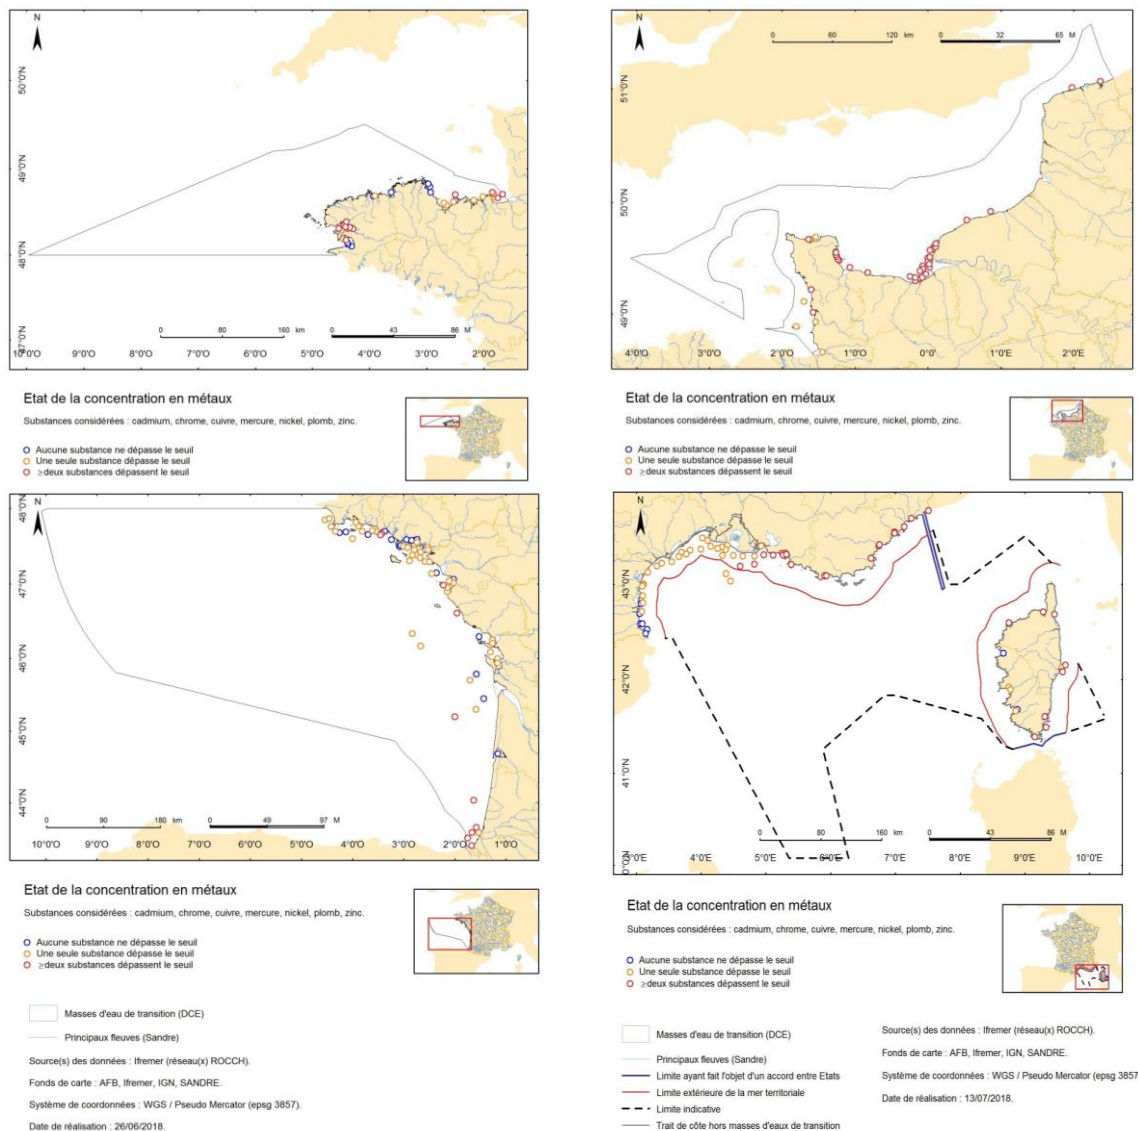 N
50°0'N
49°0'N
48°0'N
47°0'N
0 80 160 km 0 43 86 M
10°0'O 9°0'O 8°0'O 7°0'O 6°0'O 5°0'O 4°0'O 3°0'O 2°0'O
Etat de la concentration en métaux
Substances considérées : cadmium, chrome, cuivre, mercure, nickel, plomb, zinc.
Aucune substance ne dépasse le seuil
Une seule substance dépasse le seuil
≥deux substances dépassent le seuil
N
0 60 120 km 0 32 65 M
51°0'N
50°0'N
49°0'N
4°0'O 3°0'O 2°0'O 1°0'O 0°0' 1°0'E 2°0'E
Etat de la concentration en métaux
Substances considérées : cadmium, chrome, cuivre, mercure, nickel, plomb, zinc.
Aucune substance ne dépasse le seuil
Une seule substance dépasse le seuil
≥deux substances dépassent le seuil
N
48°0'N
47°0'N
46°0'N
45°0'N
44°0'N
0 90 180 km 0 49 97 M
10°0'O 9°0'O 8°0'O 7°0'O 6°0'O 5°0'O 4°0'O 3°0'O 2°0'O 1°0'O
Etat de la concentration en métaux
Substances considérées : cadmium, chrome, cuivre, mercure, nickel, plomb, zinc.
Aucune substance ne dépasse le seuil
Une seule substance dépasse le seuil
≥deux substances dépassent le seuil
Masses d'eau de transition (DCE)
Principaux fleuves (Sandre)
Source(s) des données : Ifremer (réseau(x) ROCCH).
Fonds de carte : AFB, Ifremer, IGN, SANDRE.
Système de coordonnées : WGS / Pseudo Mercator (epsg 3857).
Date de réalisation : 26/06/2018.
N
43°0'N
42°0'N
41°0'N
0 80 160 km 0 43 86 M
3°0'E 4°0'E 5°0'E 6°0'E 7°0'E 8°0'E 9°0'E 10°0'E
Etat de la concentration en métaux
Substances considérées : cadmium, chrome, cuivre, mercure, nickel, plomb, zinc.
Aucune substance ne dépasse le seuil
Une seule substance dépasse le seuil
≥deux substances dépassent le seuil
Masses d'eau de transition (DCE)
Principaux fleuves (Sandre)
Limite ayant fait l'objet d'un accord entre Etats
Limite extérieure de la mer territoriale
Limite indicative
Trait de côte hors masses d'eaux de transition
Source(s) des données : Ifremer (réseau(x) ROCCH).
Fonds de carte : AFB, Ifremer, IGN, SANDRE.
Système de coordonnées : WGS / Pseudo Mercator (epsg 3857
Date de réalisation : 13/07/2018.